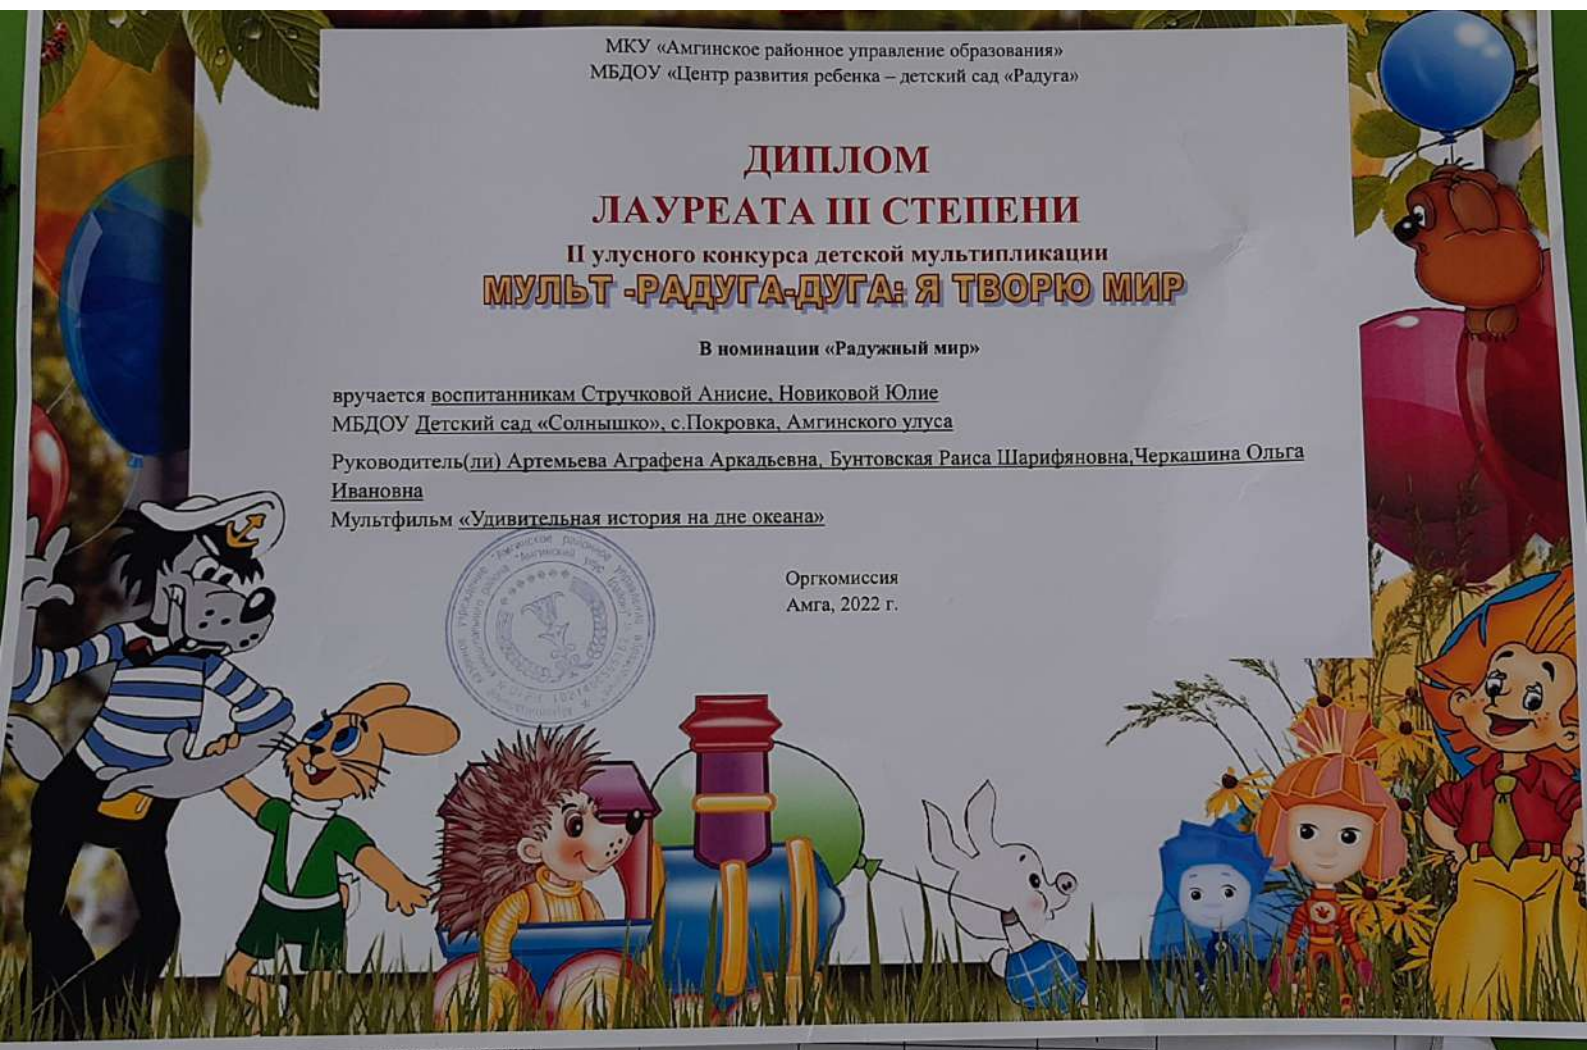 МКУ «Амгинское районное управление образования»
МБДОУ «Центр развития ребенка – детский сад «Радуга»
ДИПЛОМ
ЛАУРЕАТА III СТЕПЕНИ
II улусного конкурса детской мультипликации
МУЛЬТ -РАДУГА-ДУГА: Я ТВОРЮ МИР
В номинации «Радужный мир»
вручается воспитанникам Стручковой Анисие, Новиковой Юлие
МБДОУ Детский сад «Солнышко», с.Покровка, Амгинского улуса
Руководитель(ли) Артемьева Аграфена Аркадьевна, Бунтовская Раиса Шарифяновна,Черкашина Ольга
Ивановна
Мультфильм «Удивительная история на дне океана»
Оргкомиссия
Амга, 2022 г.